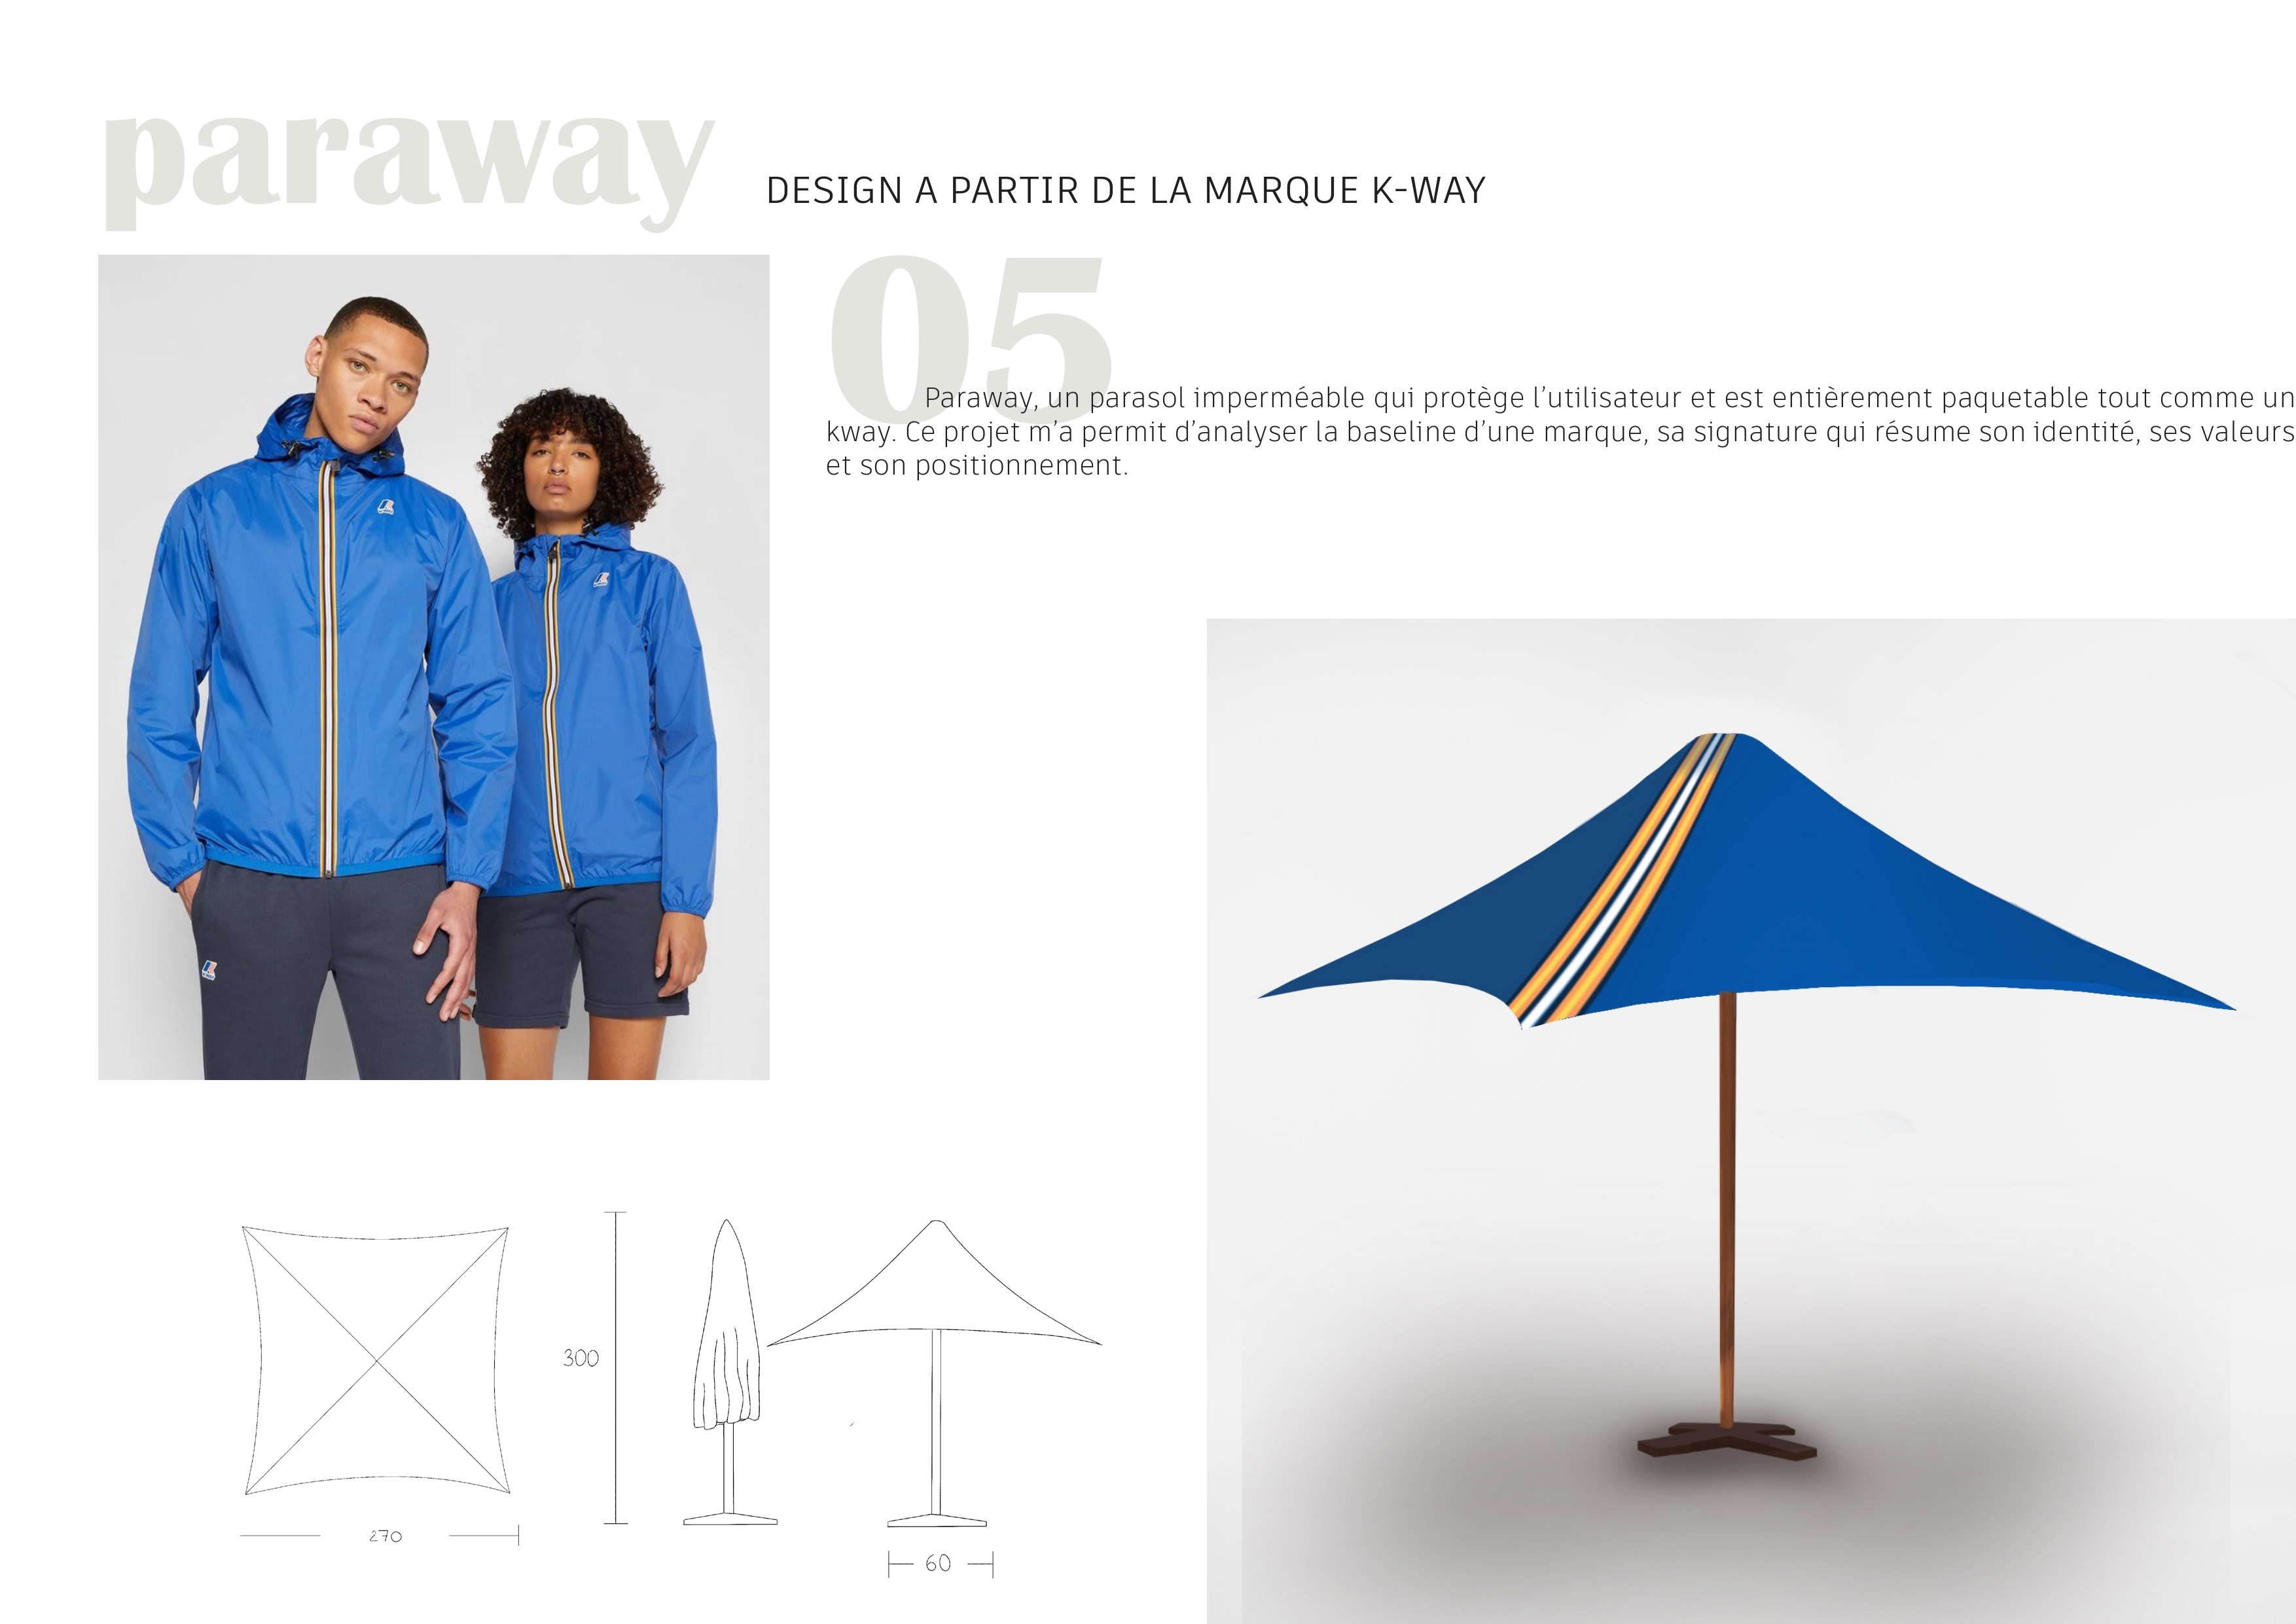 paraway
DESIGN A PARTIR DE LA MARQUE K-WAY
05
Paraway, un parasol imperméable qui protège l'utilisateur et est entièrement paquetable tout comme un
kway. Ce projet m'a permit d'analyser la baseline d'une marque, sa signature qui résume son identité, ses valeurs
et son positionnement.
300
270
60